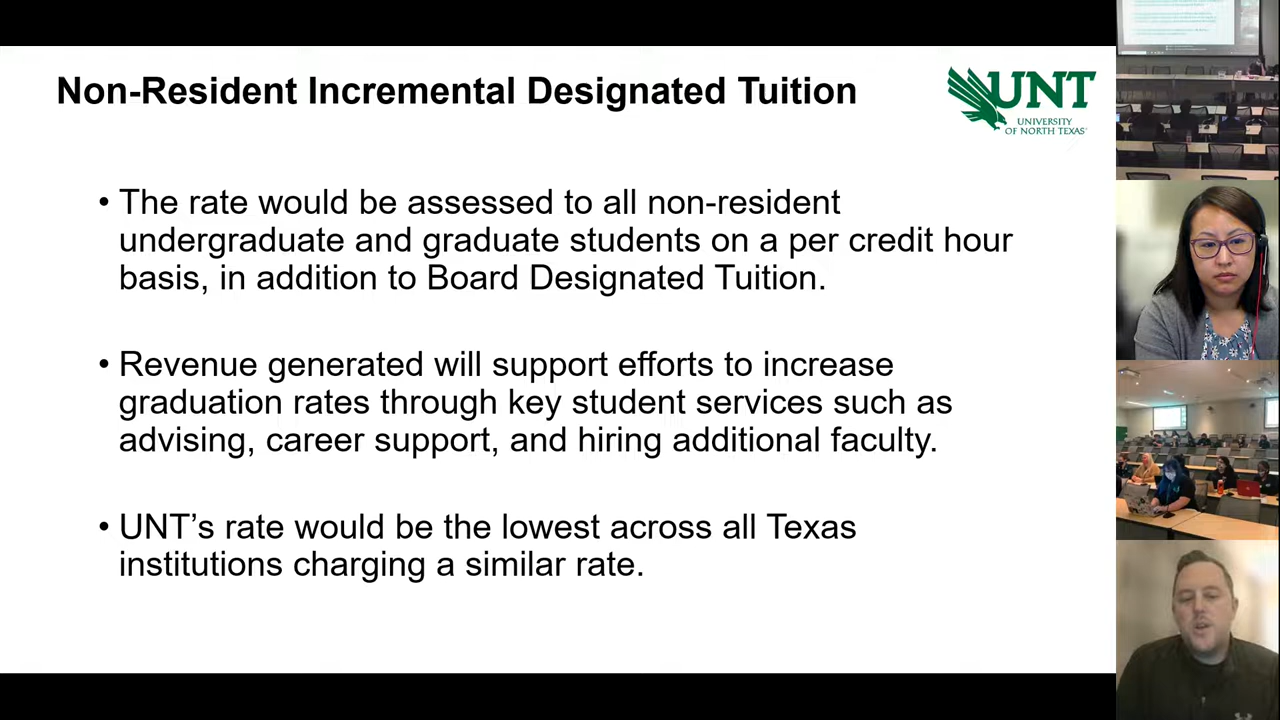 Non-Resident Incremental Designated Tuition
UNT
UNIVERSITY
OF NORTH TEXAS
• The rate would be assessed to all non-resident
undergraduate and graduate students on a per credit hour
basis, in addition to Board Designated Tuition.
• Revenue generated will support efforts to increase
graduation rates through key student services such as
advising, career support, and hiring additional faculty.
• UNT’s rate would be the lowest across all Texas
institutions charging a similar rate.